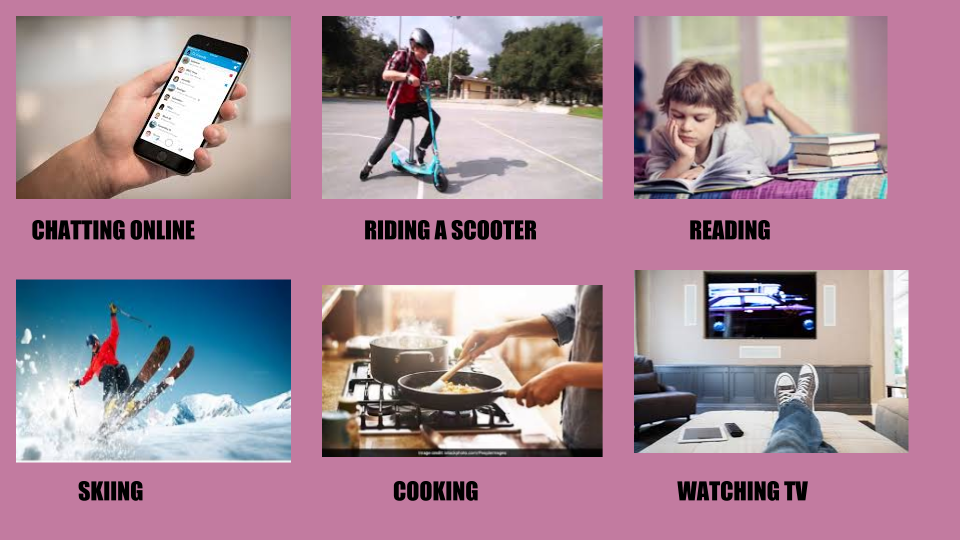 CHATTING ONLINE
RIDING A SCOOTER
READING
SKIING
COOKING
WATCHING TV